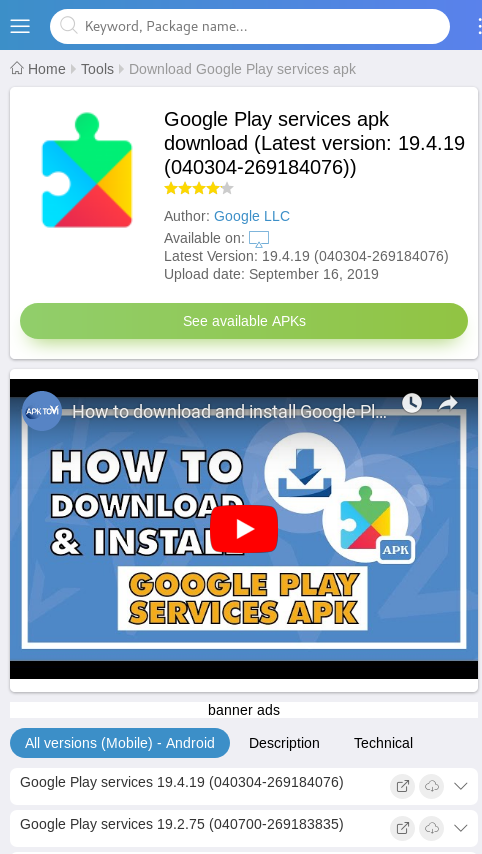 Keyword, Package name...
Home Tools Download Google Play services apk
Google Play services apk
download (Latest version: 19.4.19
(040304-269184076))
Author: Google LLC
Available on:
Latest Version: 19.4.19 (040304-269184076)
Upload date: September 16, 2019
See available APKs
APK TOVI
How to download and install Google Pl...
HOW TO
DOWNLOAD
& INSTALL
APK
GOOGLE PLAY
SERVICES APK
banner ads
All versions (Mobile) - Android Description Technical
Google Play services 19.4.19 (040304-269184076)
Google Play services 19.2.75 (040700-269183835)